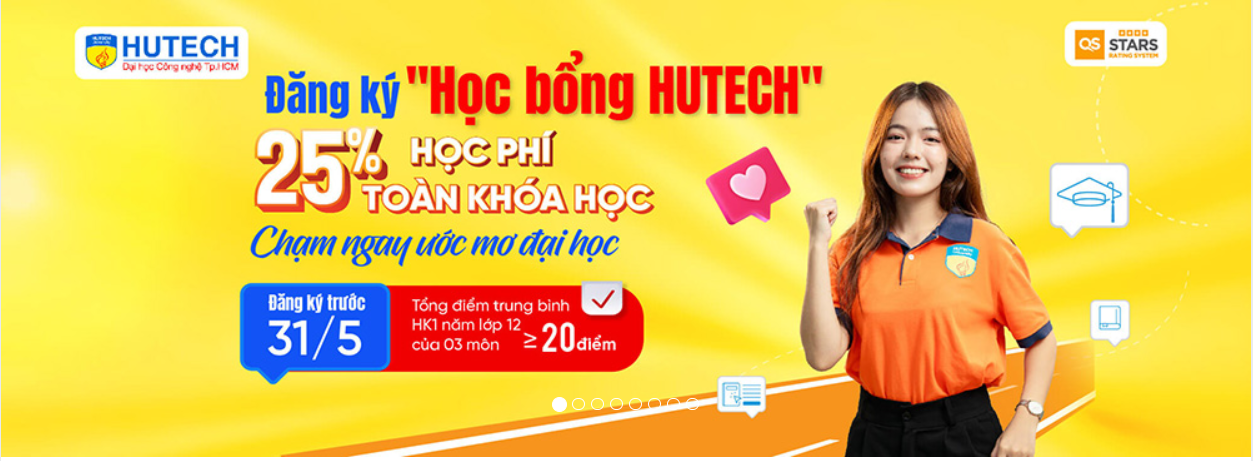 HUTECH
Đại học Công nghệ Tp.HCM
QS STARS
RATING SYSTEM
Đăng ký "Học bổng HUTECH"
25% HỌC PHÍ
TOÀN KHÓA HỌC
Chạm ngay ước mơ đại học
Đăng ký trước
31/5
Tổng điểm trung bình
HK1 năm lớp 12
của 03 môn ≥ 20 điểm